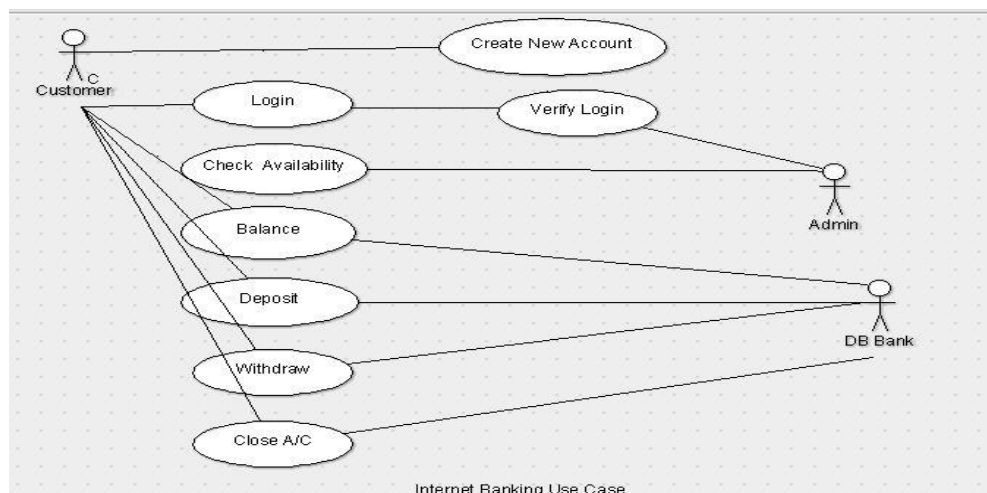 Create New Account
C
Customer
Login
Verify Login
Check Availability
Admin
Balance
Deposit
DB Bank
Withdraw
Close A/C
Internet Banking Use Case